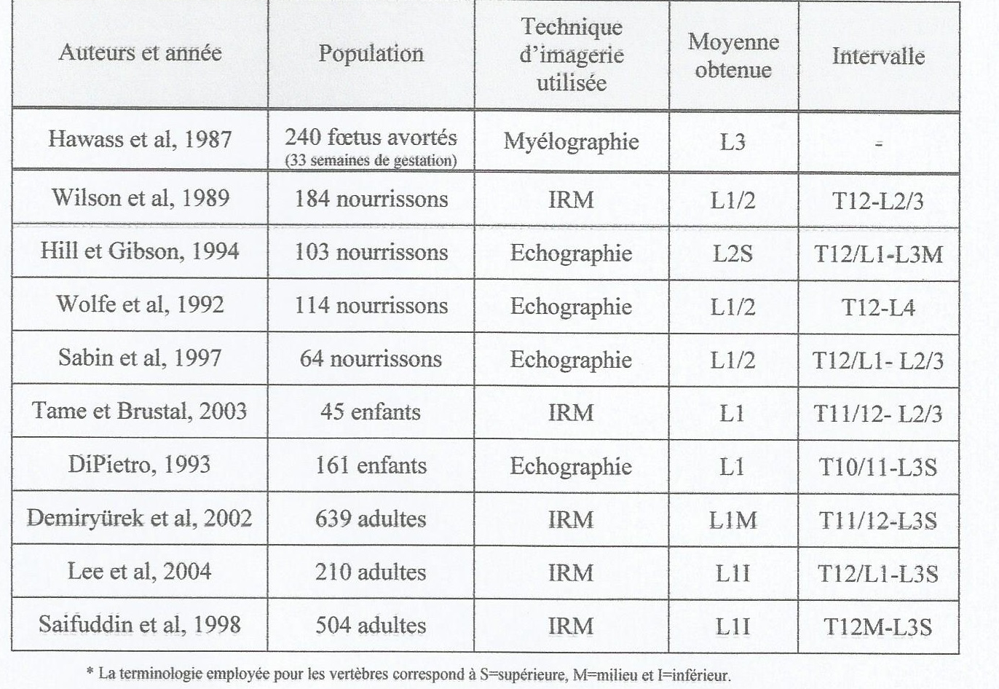 Auteurs et année Population Technique d'imagerie utilisée Moyenne obtenue Intervalle
Hawass et al, 1987 240 fœtus avortés (33 semaines de gestation) Myélographie L3 -
Wilson et al, 1989 184 nourrissons IRM L1/2 T12-L2/3
Hill et Gibson, 1994 103 nourrissons Echographie L2S T12/L1-L3M
Wolfe et al, 1992 114 nourrissons Echographie L1/2 T12-L4
Sabin et al, 1997 64 nourrissons Echographie L1/2 T12/L1- L2/3
Tame et Brustal, 2003 45 enfants IRM L1 T11/12- L2/3
DiPietro, 1993 161 enfants Echographie L1 T10/11-L3S
Demiryürek et al, 2002 639 adultes IRM L1M T11/12-L3S
Lee et al, 2004 210 adultes IRM L1I T12/L1-L3S
Saifuddin et al, 1998 504 adultes IRM L1I T12M-L3S
* La terminologie employée pour les vertèbres correspond à S=supérieure, M=milieu et I=inférieur.